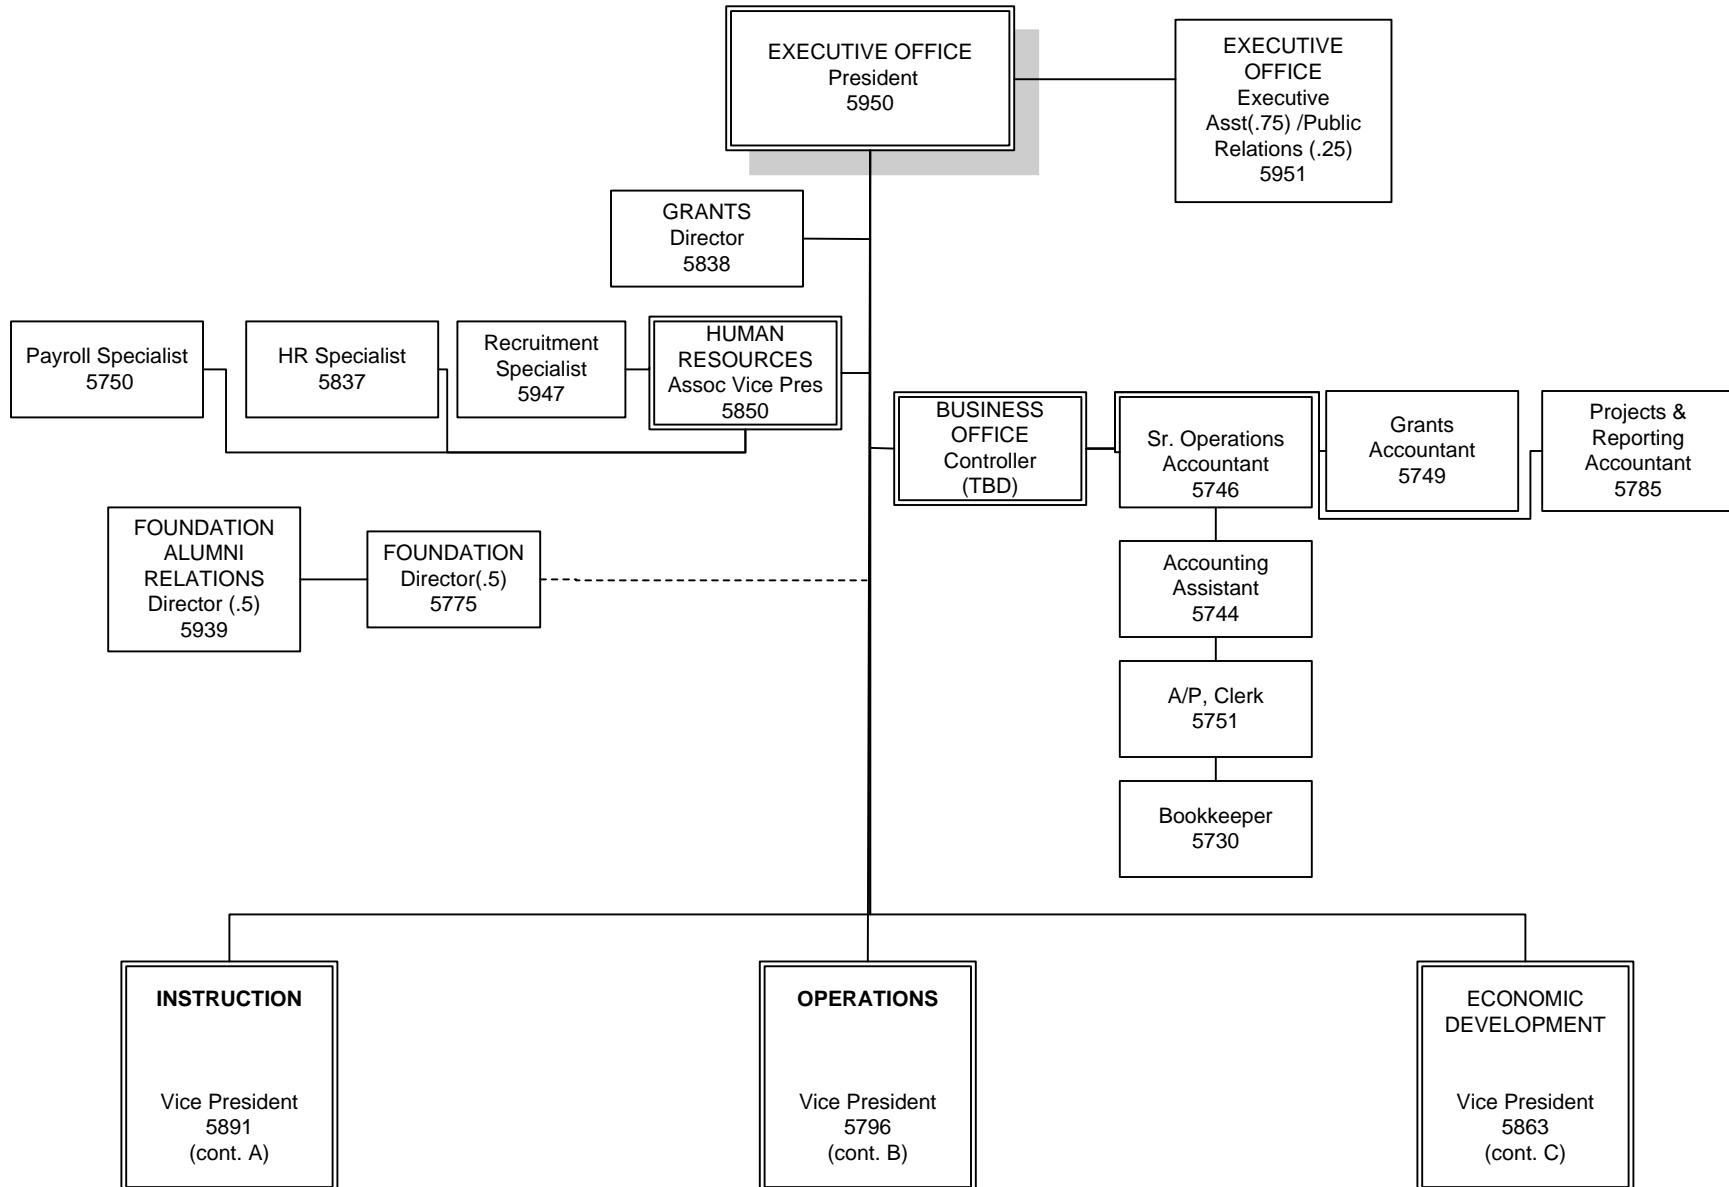 EXECUTIVE OFFICE
President
5950
EXECUTIVE
OFFICE
Executive
Asst(.75) /Public
Relations (.25)
5951
GRANTS
Director
5838
Payroll Specialist
5750
HR Specialist
5837
Recruitment
Specialist
5947
HUMAN
RESOURCES
Assoc Vice Pres
5850
BUSINESS
OFFICE
Controller
(TBD)
Sr. Operations
Accountant
5746
Grants
Accountant
5749
Projects &
Reporting
Accountant
5785
FOUNDATION
ALUMNI
RELATIONS
Director (.5)
5939
FOUNDATION
Director(.5)
5775
Accounting
Assistant
5744
A/P, Clerk
5751
Bookkeeper
5730
INSTRUCTION
Vice President
5891
(cont. A)
OPERATIONS
Vice President
5796
(cont. B)
ECONOMIC
DEVELOPMENT
Vice President
5863
(cont. C)